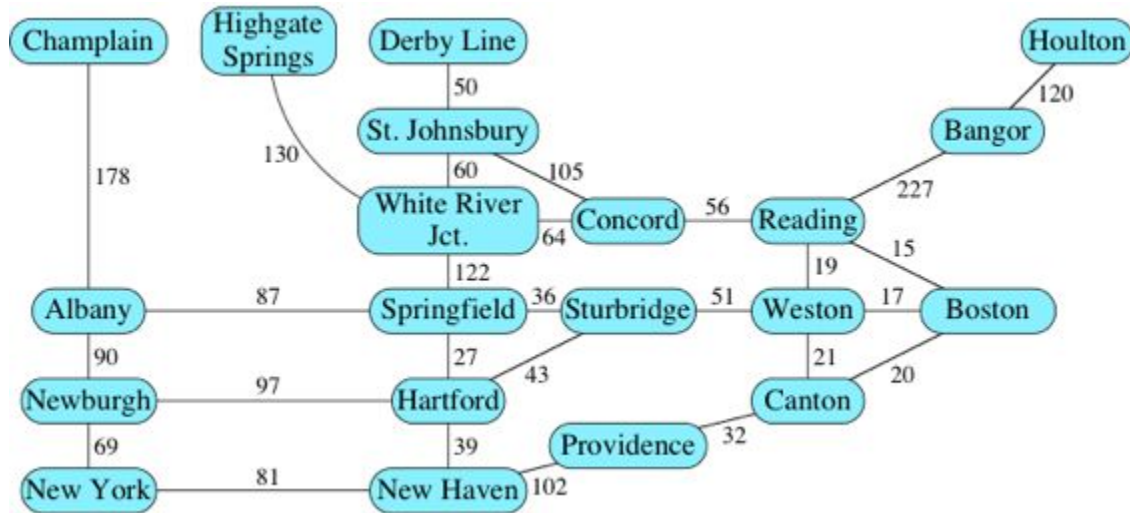 Champlain
Highgate
Springs
Derby Line
Houlton
50
120
St. Johnsbury
Bangor
130
60
105
178
227
White River
Jct.
Concord
56
Reading
64
15
122
19
Albany
87
Springfield
36
Sturbridge
51
Weston
17
Boston
90
27
43
21
20
Newburgh
97
Hartford
Canton
69
39
Providence
32
New York
81
New Haven
102